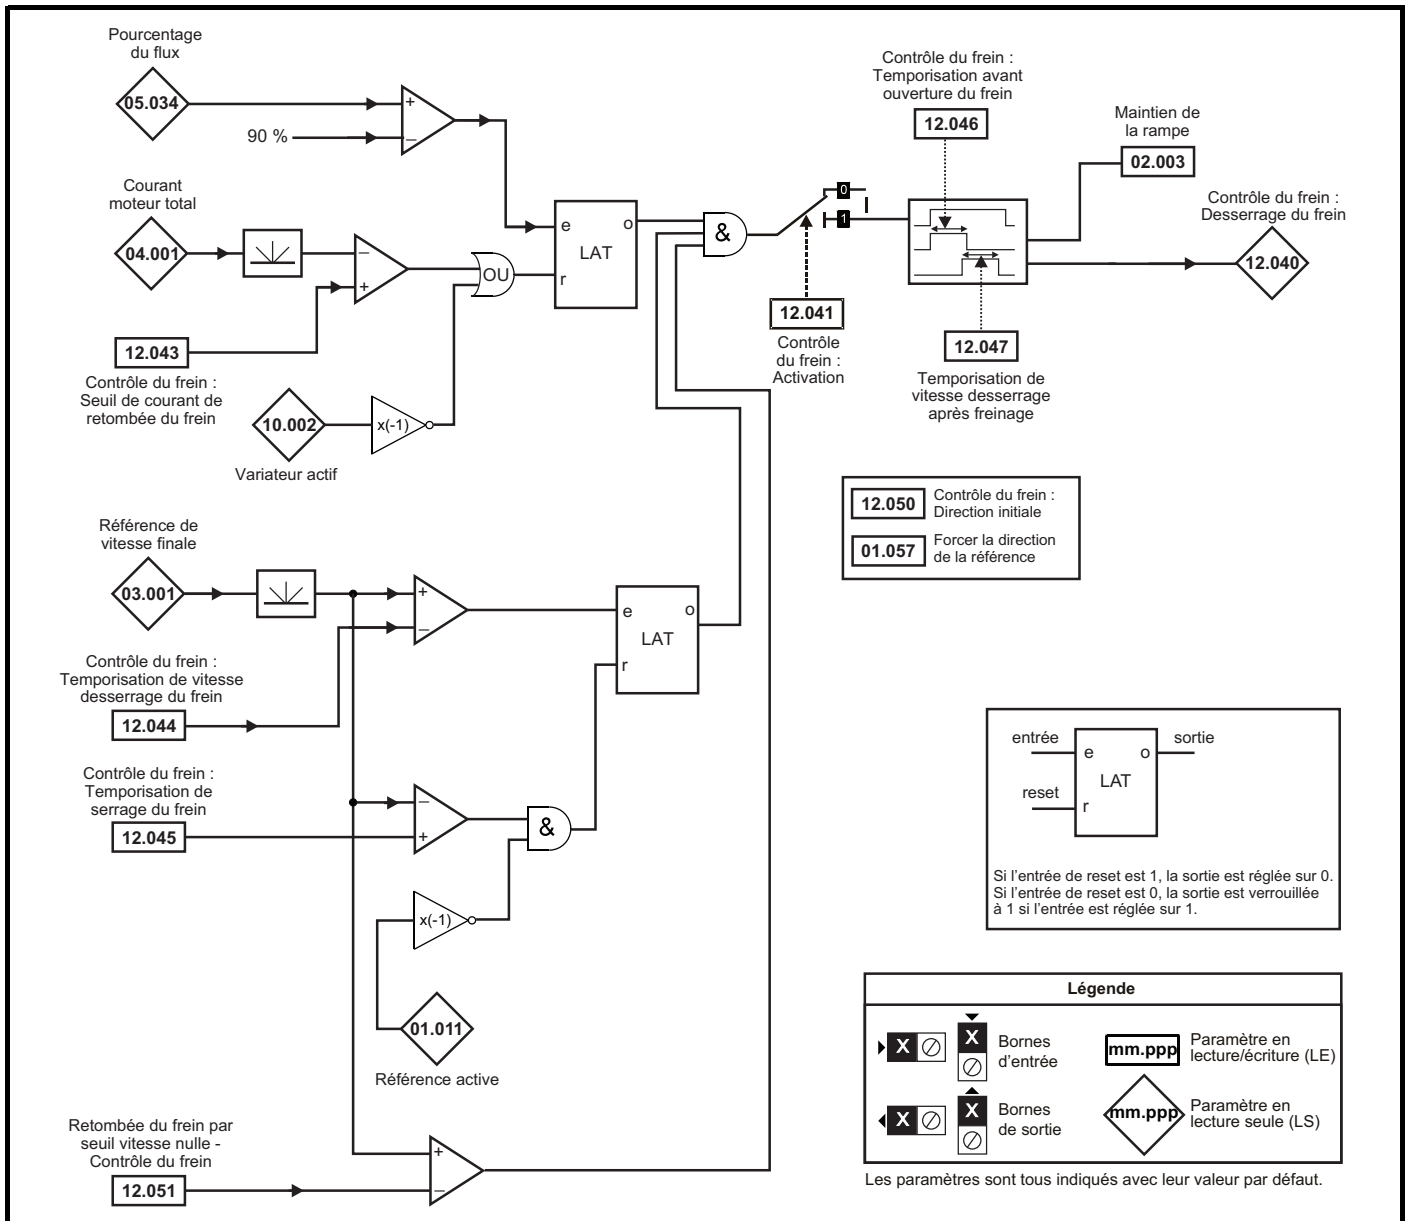 Pourcentage
du flux
05.034
+
90 %
–
Courant
moteur total
04.001
–
+
12.043
Contrôle du frein :
Seuil de courant de
retombée du frein
OU
e
o
LAT
r
10.002
x(-1)
Variateur actif
&
0
1
12.041
Contrôle
du frein :
Activation
Contrôle du frein :
Temporisation avant
ouverture du frein
12.046
Maintien de
la rampe
02.003
Contrôle du frein :
Desserrage du frein
12.040
12.047
Temporisation de
vitesse desserrage
après freinage
12.050
Contrôle du frein :
Direction initiale
01.057
Forcer la direction
de la référence
Référence de
vitesse finale
03.001
+
–
e
o
LAT
r
Contrôle du frein :
Temporisation de vitesse
desserrage du frein
12.044
Contrôle du frein :
Temporisation de
serrage du frein
12.045
–
+
&
x(-1)
01.011
Référence active
Retombée du frein par
seuil vitesse nulle -
Contrôle du frein
12.051
+
–
entrée
sortie
e
o
LAT
reset
r
Si l'entrée de reset est 1, la sortie est réglée sur 0.
Si l'entrée de reset est 0, la sortie est verrouillée
à 1 si l'entrée est réglée sur 1.
Légende
X
X
Bornes
d'entrée
mm.ppp
Paramètre en
lecture/écriture (LE)
X
X
Bornes
de sortie
mm.ppp
Paramètre en
lecture seule (LS)
Les paramètres sont tous indiqués avec leur valeur par défaut.